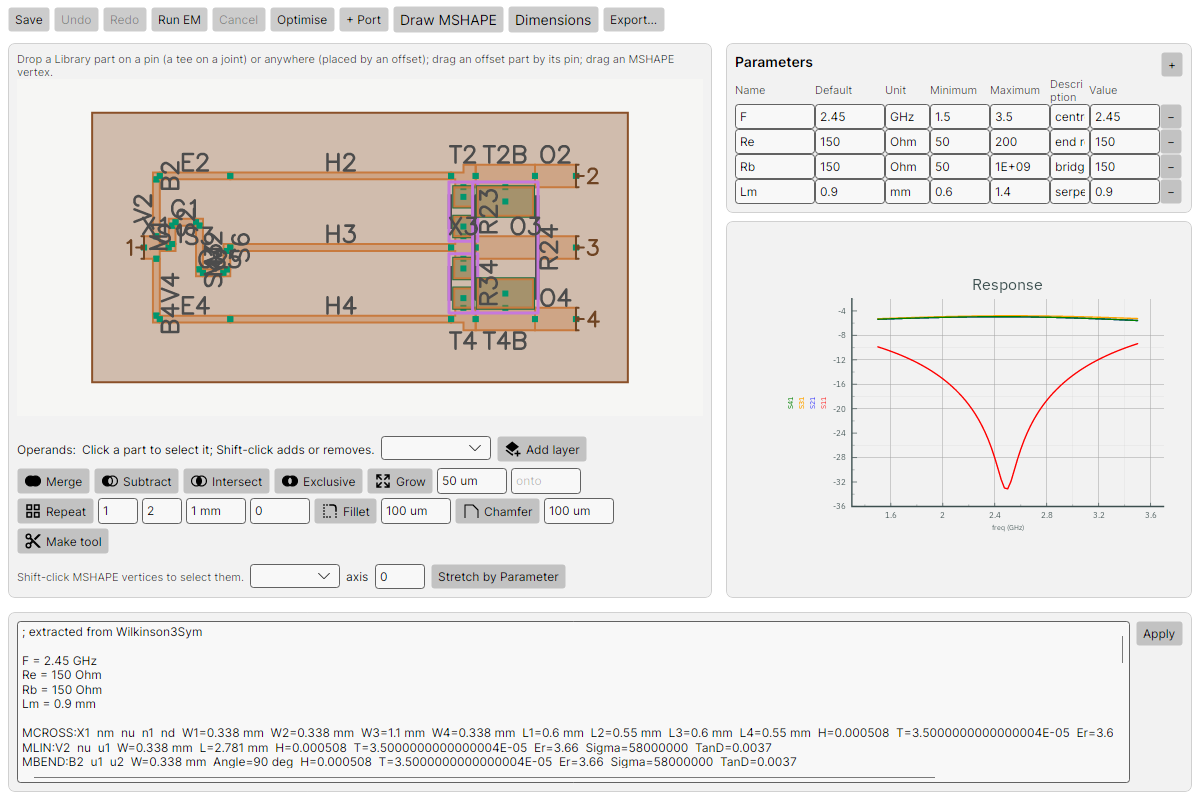 Save Undo Redo Run EM Cancel Optimise + Port Draw MSHAPE Dimensions Export...
Drop a Library part on a pin (a tee on a joint) or anywhere (placed by an offset); drag an offset part by its pin; drag an MSHAPE
vertex.
E2 H2 T2 T2B O2 2
B2
V2
C1
1 H3 X3 O3 3
S6
R23
R24
R34
V4
B4
E4 H4 O4 4
T4 T4B
Operands: Click a part to select it; Shift-click adds or removes. Add layer
Merge Subtract Intersect Exclusive Grow 50 um onto
Repeat 1 2 1 mm 0 Fillet 100 um Chamfer 100 um
Make tool
Shift-click MSHAPE vertices to select them. axis 0 Stretch by Parameter
Parameters +
Name Default Unit Minimum Maximum Descri
ption Value
F 2.45 GHz 1.5 3.5 centr 2.45 −
Re 150 Ohm 50 200 end r 150 −
Rb 150 Ohm 50 1E+09 bridg 150 −
Lm 0.9 mm 0.6 1.4 serpe 0.9 −
Response
-4
-8
-12
-16
-20
-24
-28
-32
-36
S41 S31 S21 S11
1.6 2 2.4 2.8 3.2 3.6
freq (GHz)
; extracted from Wilkinson3Sym
F = 2.45 GHz
Re = 150 Ohm
Rb = 150 Ohm
Lm = 0.9 mm
MCROSS:X1 nm nu n1 nd W1=0.338 mm W2=0.338 mm W3=1.1 mm W4=0.338 mm L1=0.6 mm L2=0.55 mm L3=0.6 mm L4=0.55 mm H=0.000508 T=3.5000000000000004E-05 Er=3.6
MLIN:V2 nu u1 W=0.338 mm L=2.781 mm H=0.000508 T=3.5000000000000004E-05 Er=3.66 Sigma=58000000 TanD=0.0037
MBEND:B2 u1 u2 W=0.338 mm Angle=90 deg H=0.000508 T=3.5000000000000004E-05 Er=3.66 Sigma=58000000 TanD=0.0037
Apply